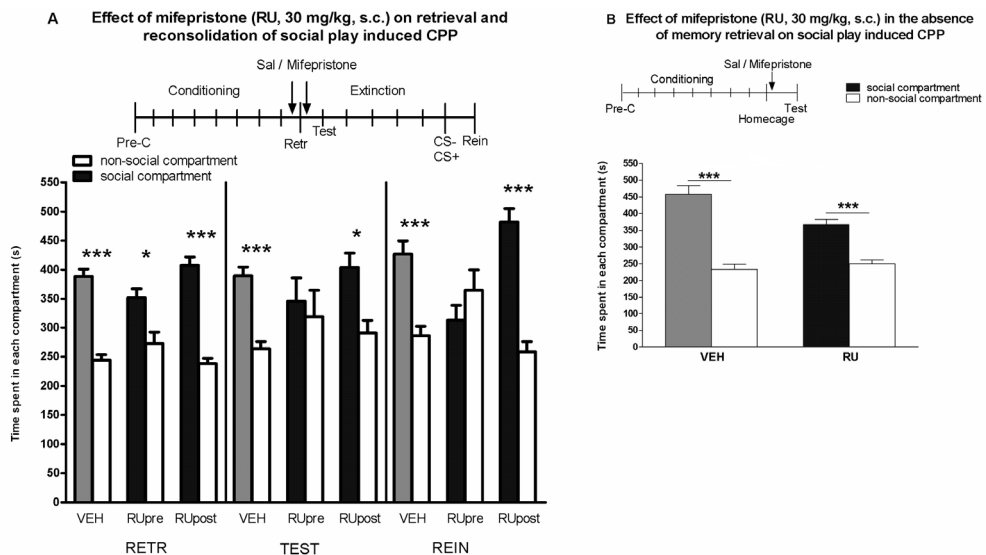 A
Effect of mifepristone (RU, 30 mg/kg, s.c.) on retrieval and
reconsolidation of social play induced CPP
Sal / Mifepristone
Conditioning
Extinction
Test
Pre-C
Retr
CS-
CS+
Rein
non-social compartment
social compartment
Time spent in each compartment (s)
550
500
450
400
350
300
250
200
150
100
50
0
***
*
***
***
*
***
***
VEH
RUpre
RUpost
VEH
RUpre
RUpost
VEH
RUpre
RUpost
RETR
TEST
REIN
B
Effect of mifepristone (RU, 30 mg/kg, s.c.) in the absence
of memory retrieval on social play induced CPP
Sal/ Mifepristone
Conditioning
Pre-C
Test
Homecage
social compartment
non-social compartment
Time spent in each compartment (s)
550
500
450
400
350
300
250
200
150
100
50
0
***
***
VEH
RU